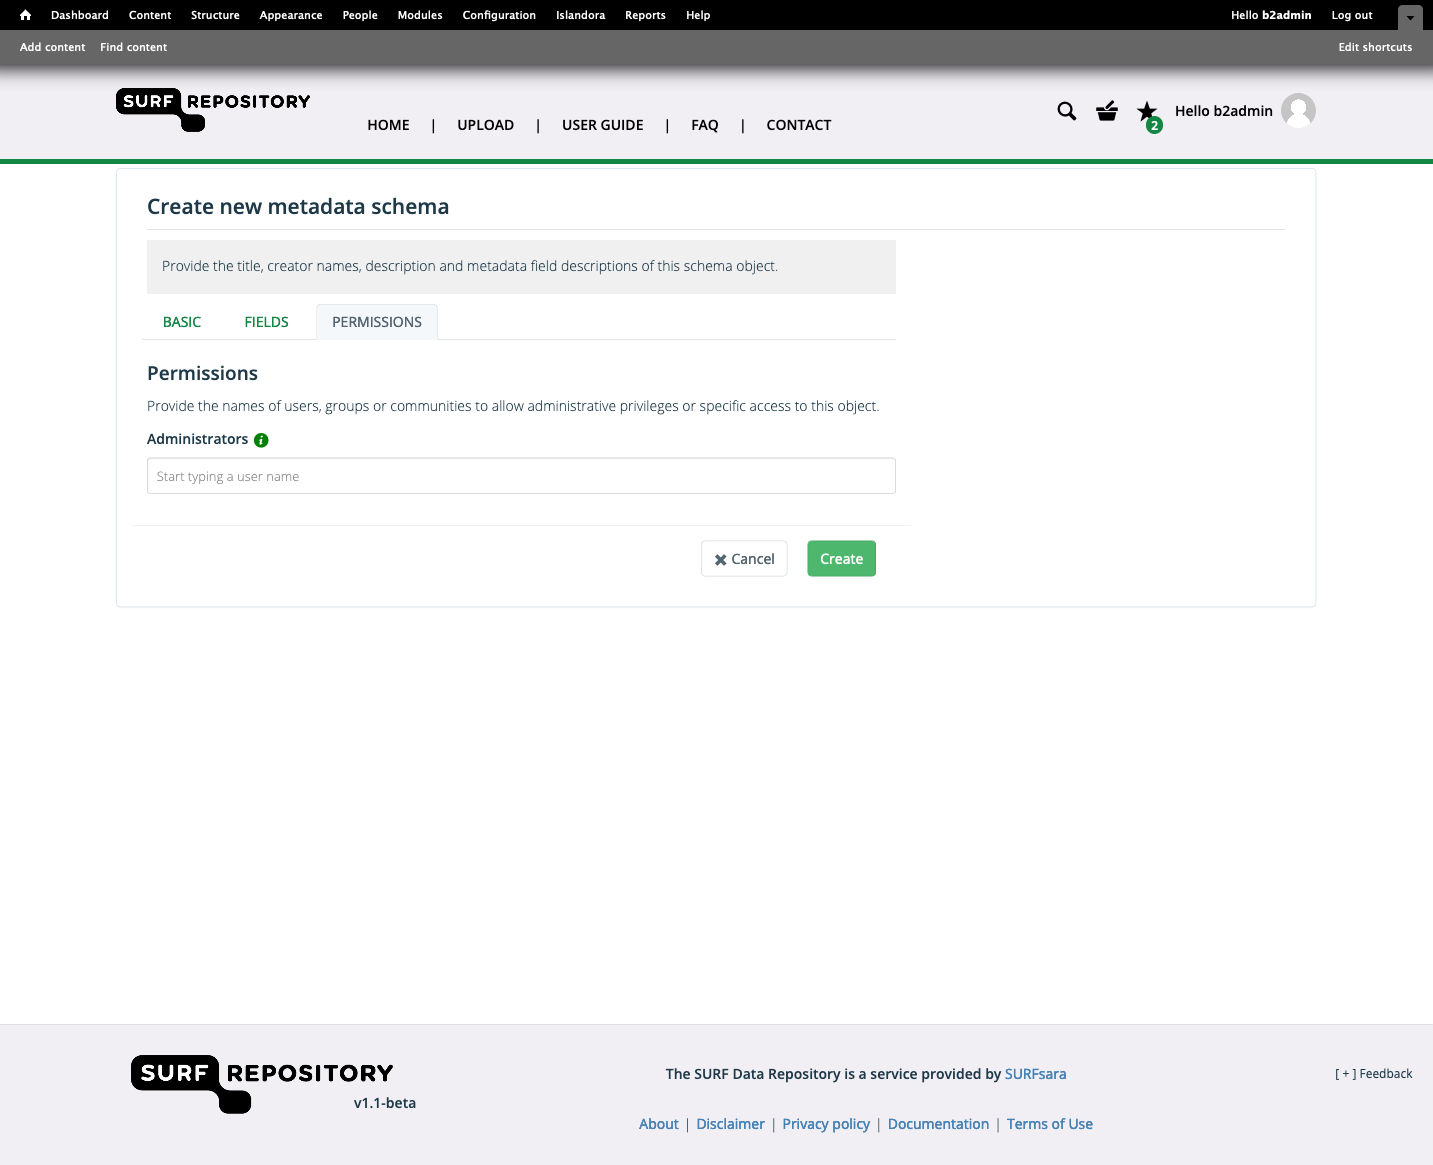 Dashboard Content Structure Appearance People Modules Configuration Islandora Reports Help Hello b2admin Log out
Add content Find content Edit shortcuts
SURF REPOSITORY
HOME | UPLOAD | USER GUIDE | FAQ | CONTACT
2
Hello b2admin
Create new metadata schema
Provide the title, creator names, description and metadata field descriptions of this schema object.
BASIC FIELDS PERMISSIONS
Permissions
Provide the names of users, groups or communities to allow administrative privileges or specific access to this object.
Administrators i
Start typing a user name
Cancel Create
SURF REPOSITORY
v1.1-beta
The SURF Data Repository is a service provided by SURFsara
[ + ] Feedback
About | Disclaimer | Privacy policy | Documentation | Terms of Use